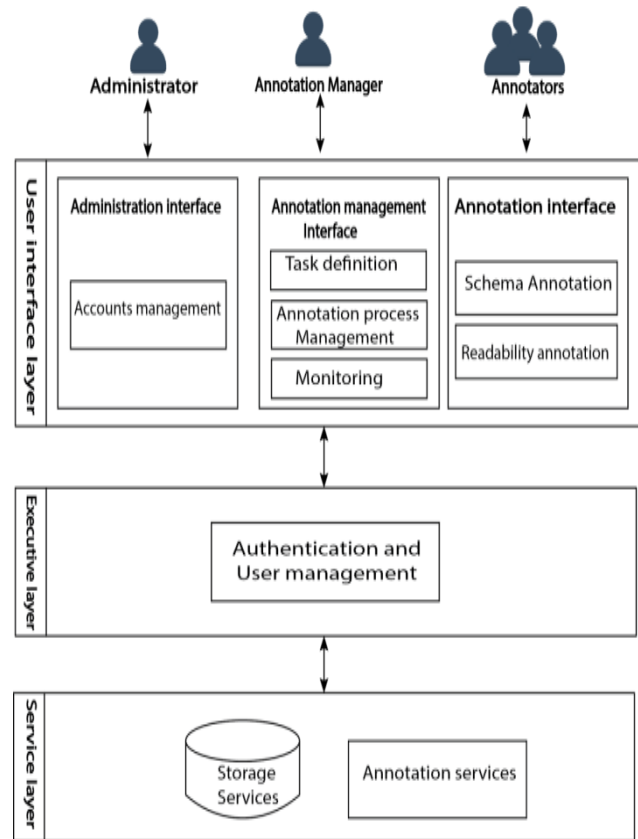 Administrator
Annotation Manager
Annotators
User interface layer
Administration interface
Accounts management
Annotation management
Interface
Task definition
Annotation process
Management
Monitoring
Annotation interface
Schema Annotation
Readability annotation
Executive layer
Authentication and
User management
Service layer
Storage
Services
Annotation services